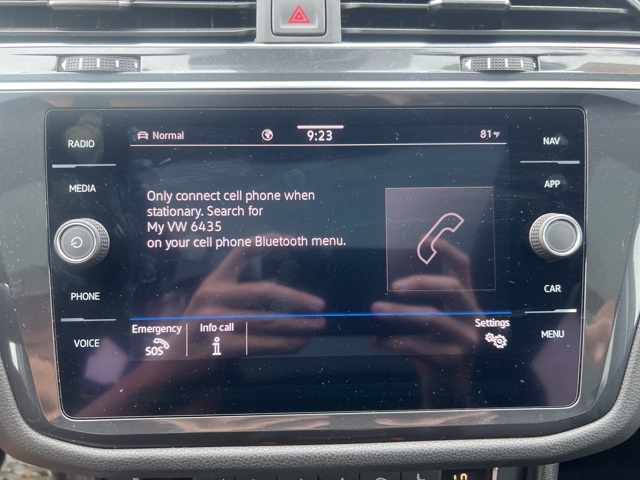 RADIO
MEDIA
PHONE
VOICE
Normal
9:23
81 °F
Only connect cell phone when
stationary. Search for
My VW 6435
on your cell phone Bluetooth menu.
Emergency
SOS
Info call
i
Settings
NAV
APP
CAR
MENU